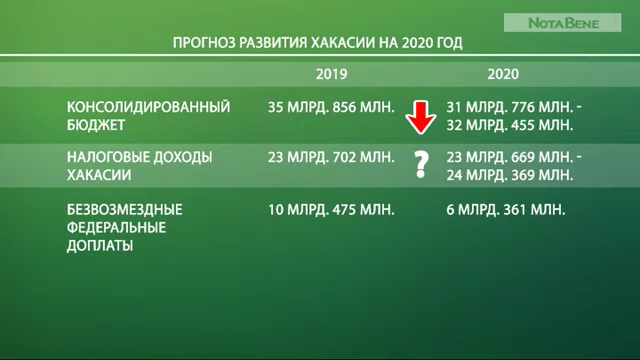 NotaBene
ПРОГНОЗ РАЗВИТИЯ ХАКАСИИ НА 2020 ГОД
2019 2020
КОНСОЛИДИРОВАННЫЙ БЮДЖЕТ 35 МЛРД. 856 МЛН. 31 МЛРД. 776 МЛН. - 32 МЛРД. 455 МЛН.
НАЛОГОВЫЕ ДОХОДЫ ХАКАСИИ 23 МЛРД. 702 МЛН. ? 23 МЛРД. 669 МЛН. - 24 МЛРД. 369 МЛН.
БЕЗВОЗМЕЗДНЫЕ ФЕДЕРАЛЬНЫЕ ДОПЛАТЫ 10 МЛРД. 475 МЛН. 6 МЛРД. 361 МЛН.